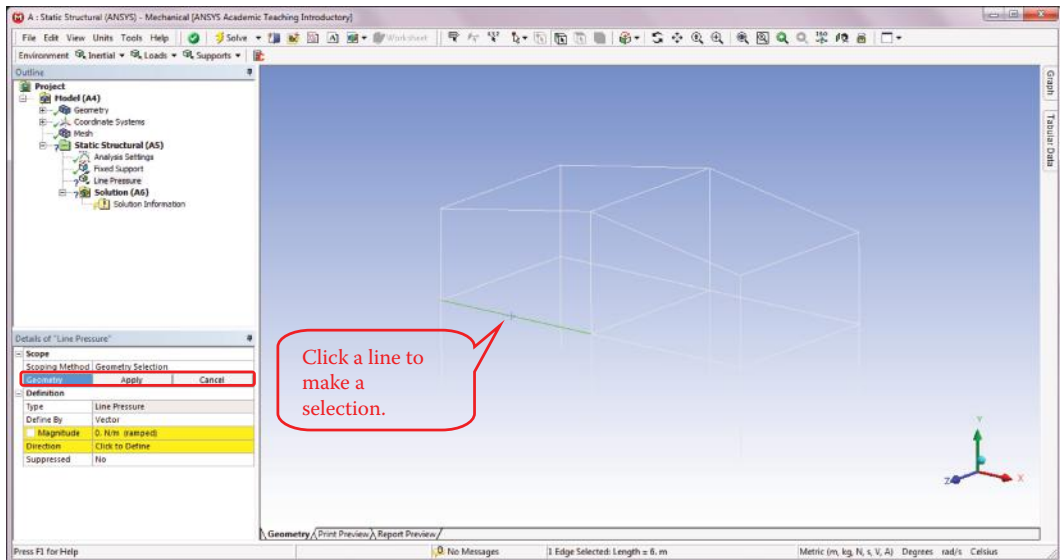 A : Static Structural (ANSYS) - Mechanical [ANSYS Academic Teaching Introductory]
File Edit View Units Tools Help Solve Worksheet
Environment Inertial Loads Supports
Outline
Project
Model (A4)
Geometry
Coordinate Systems
Mesh
Static Structural (A5)
Analysis Settings
Fixed Support
Line Pressure
Solution (A6)
Solution Information
Graph
Tabular Data
Details of "Line Pressure"
Scope
Scoping Method Geometry Selection
Geometry Apply Cancel
Definition
Type Line Pressure
Define By Vector
Magnitude 0. N/m (ramped)
Direction Click to Define
Suppressed No
Click a line to
make a
selection.
Y
Z X
Geometry Print Preview Report Preview
Press F1 for Help No Messages 1 Edge Selected: Length = 6. m Metric (m, kg, N, s, V, A) Degrees rad/s Celsius